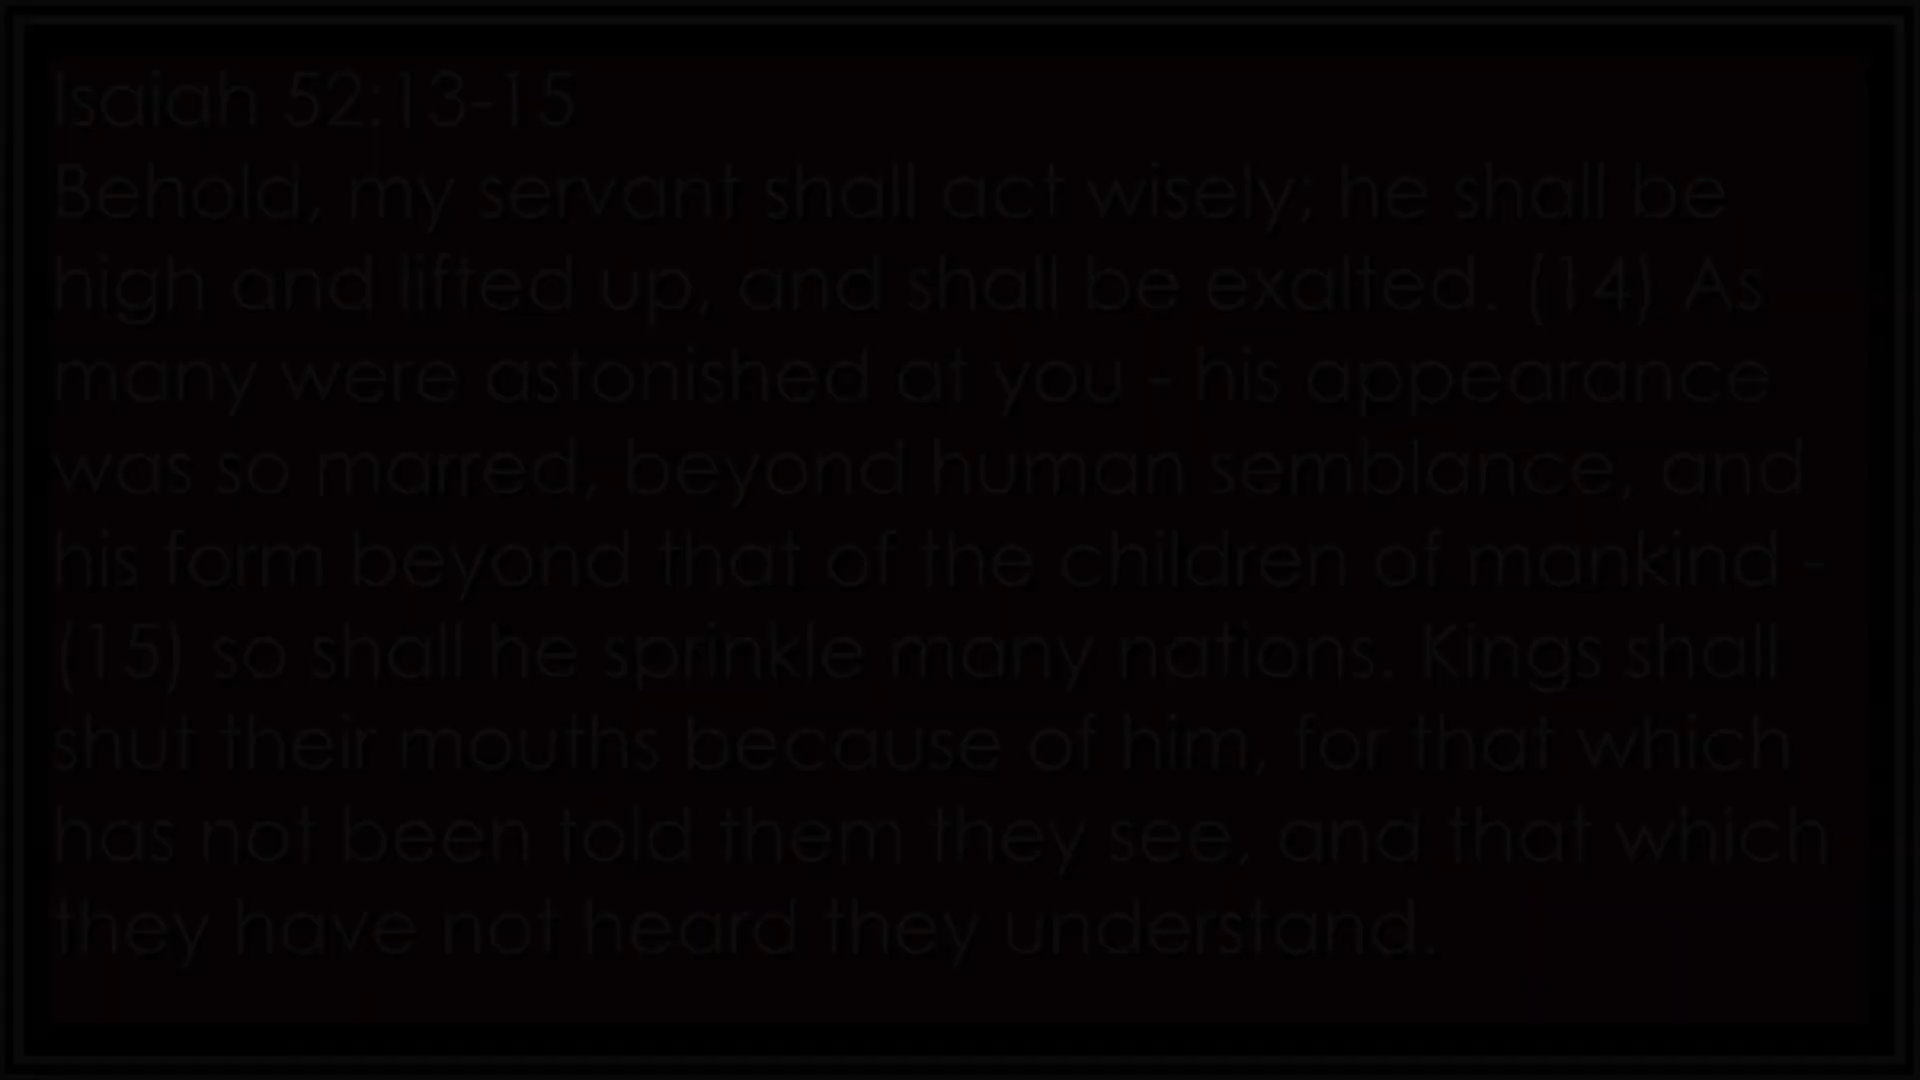 Isaiah 52:13-15
Behold, my servant shall act wisely; he shall be
high and lifted up, and shall be exalted. (14) As
many were astonished at you - his appearance
was so marred, beyond human semblance, and
his form beyond that of the children of mankind -
(15) so shall he sprinkle many nations. Kings shall
shut their mouths because of him, for that which
has not been told them they see, and that which
they have not heard they understand.